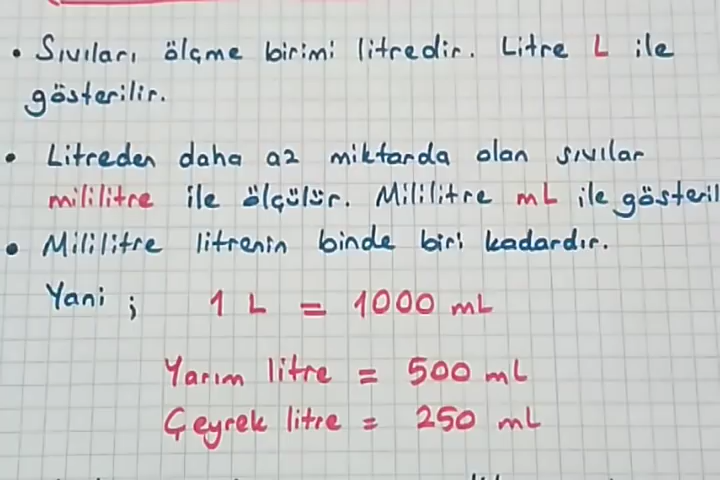 • Sıvıları ölçme birimi litredir. Litre L ile
gösterilir.
• Litreden daha az miktarda olan sıvılar
mililitre ile ölçülür. Mililitre mL ile gösteril
• Mililitre litrenin binde biri kadardır.
Yani ; 1 L = 1000 mL
Yarım litre = 500 mL
Çeyrek litre = 250 mL